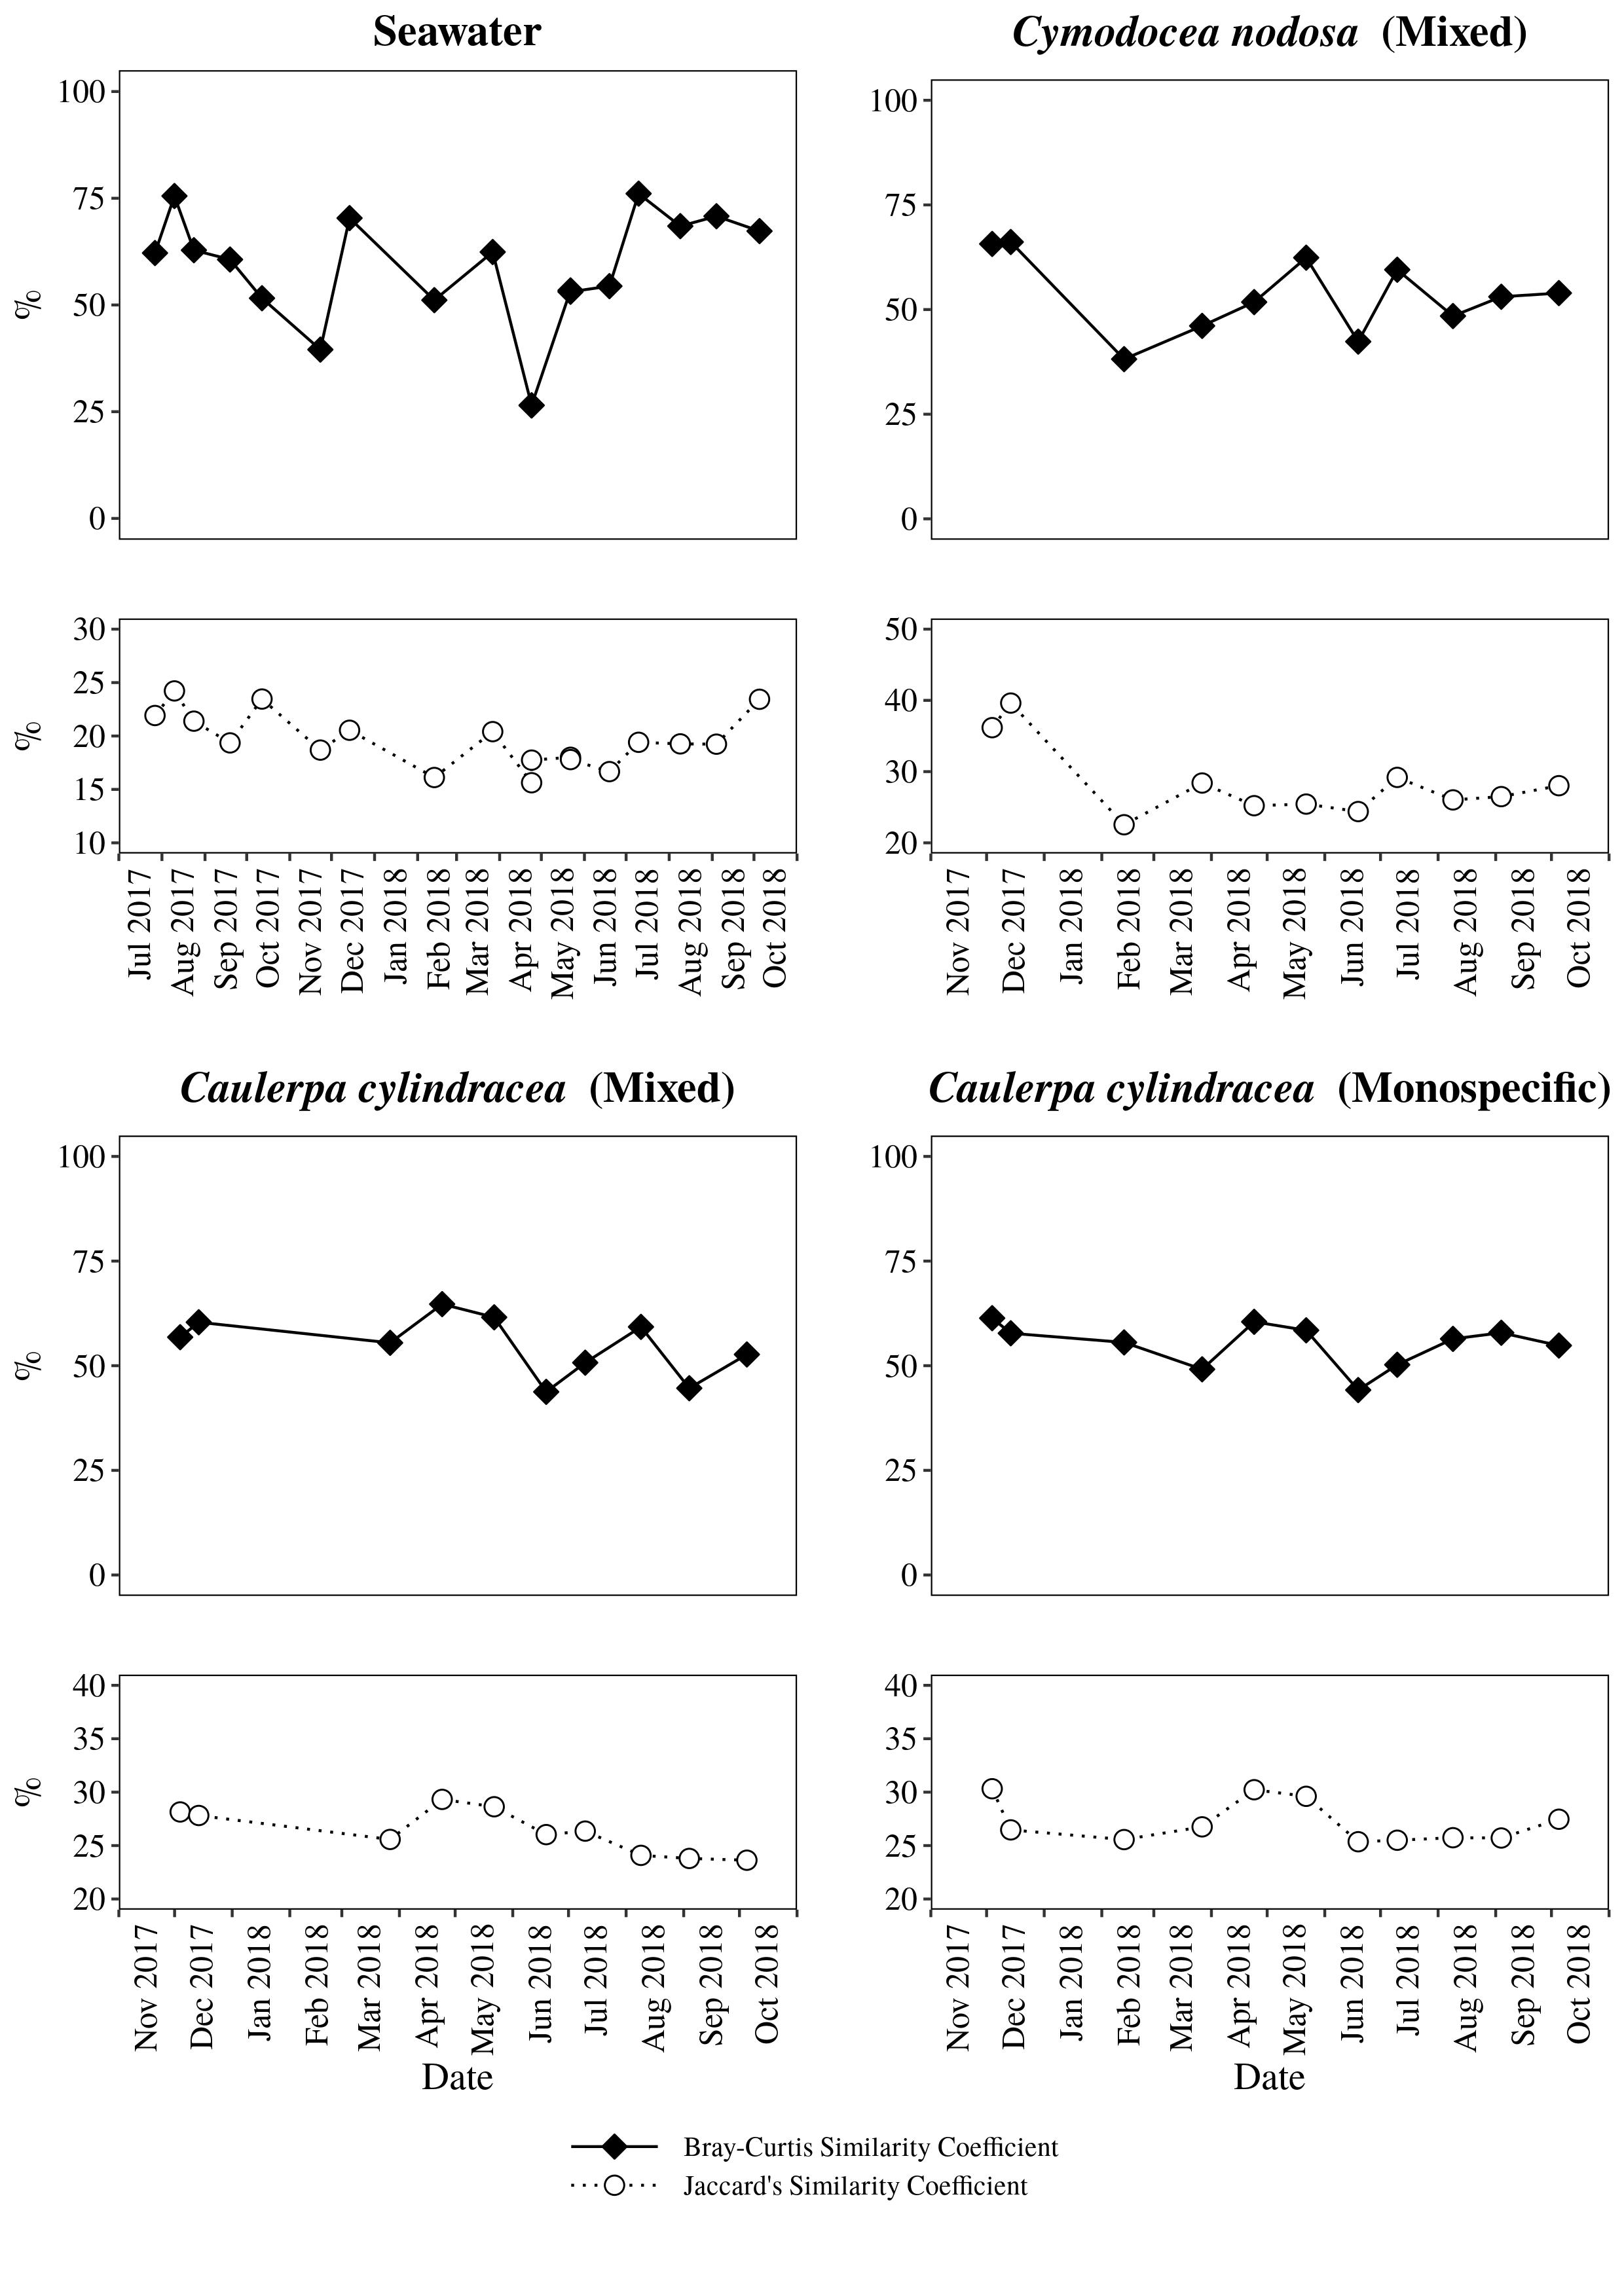 Seawater
Cymodocea nodosa (Mixed)
100
75
50
25
0
%
100
75
50
25
0
30
25
20
15
10
%
50
40
30
20
Jul 2017
Aug 2017
Sep 2017
Oct 2017
Nov 2017
Dec 2017
Jan 2018
Feb 2018
Mar 2018
Apr 2018
May 2018
Jun 2018
Jul 2018
Aug 2018
Sep 2018
Oct 2018
Nov 2017
Dec 2017
Jan 2018
Feb 2018
Mar 2018
Apr 2018
May 2018
Jun 2018
Jul 2018
Aug 2018
Sep 2018
Oct 2018
Caulerpa cylindracea (Mixed)
Caulerpa cylindracea (Monospecific)
100
75
50
25
0
%
100
75
50
25
0
40
35
30
25
20
%
40
35
30
25
20
Nov 2017
Dec 2017
Jan 2018
Feb 2018
Mar 2018
Apr 2018
May 2018
Jun 2018
Jul 2018
Aug 2018
Sep 2018
Oct 2018
Nov 2017
Dec 2017
Jan 2018
Feb 2018
Mar 2018
Apr 2018
May 2018
Jun 2018
Jul 2018
Aug 2018
Sep 2018
Oct 2018
Date
Date
Bray-Curtis Similarity Coefficient
Jaccard's Similarity Coefficient